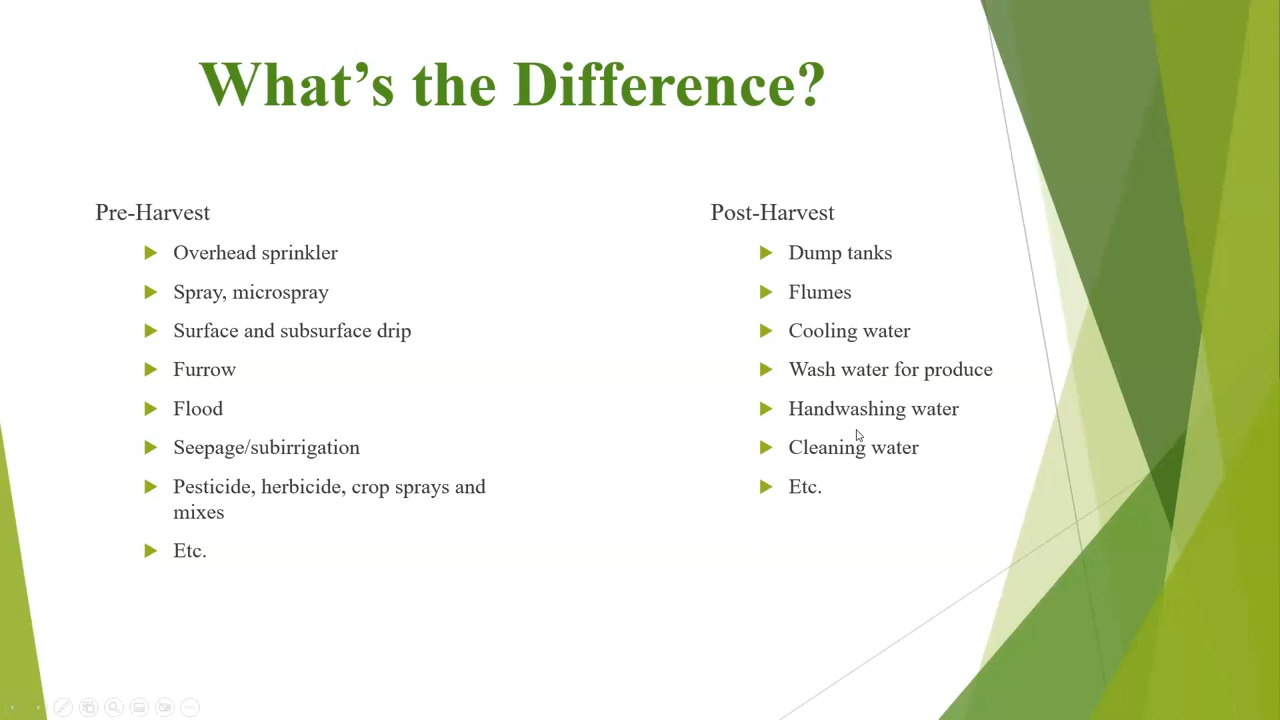 What's the Difference?
Pre-Harvest
Overhead sprinkler
Spray, microspray
Surface and subsurface drip
Furrow
Flood
Seepage/subirrigation
Pesticide, herbicide, crop sprays and
mixes
Etc.
Post-Harvest
Dump tanks
Flumes
Cooling water
Wash water for produce
Handwashing water
Cleaning water
Etc.